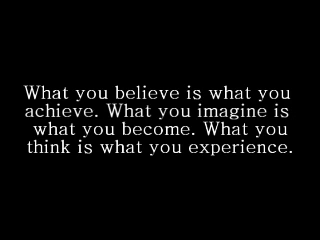 What you believe is what you
achieve. What you imagine is
what you become. What you
think is what you experience.